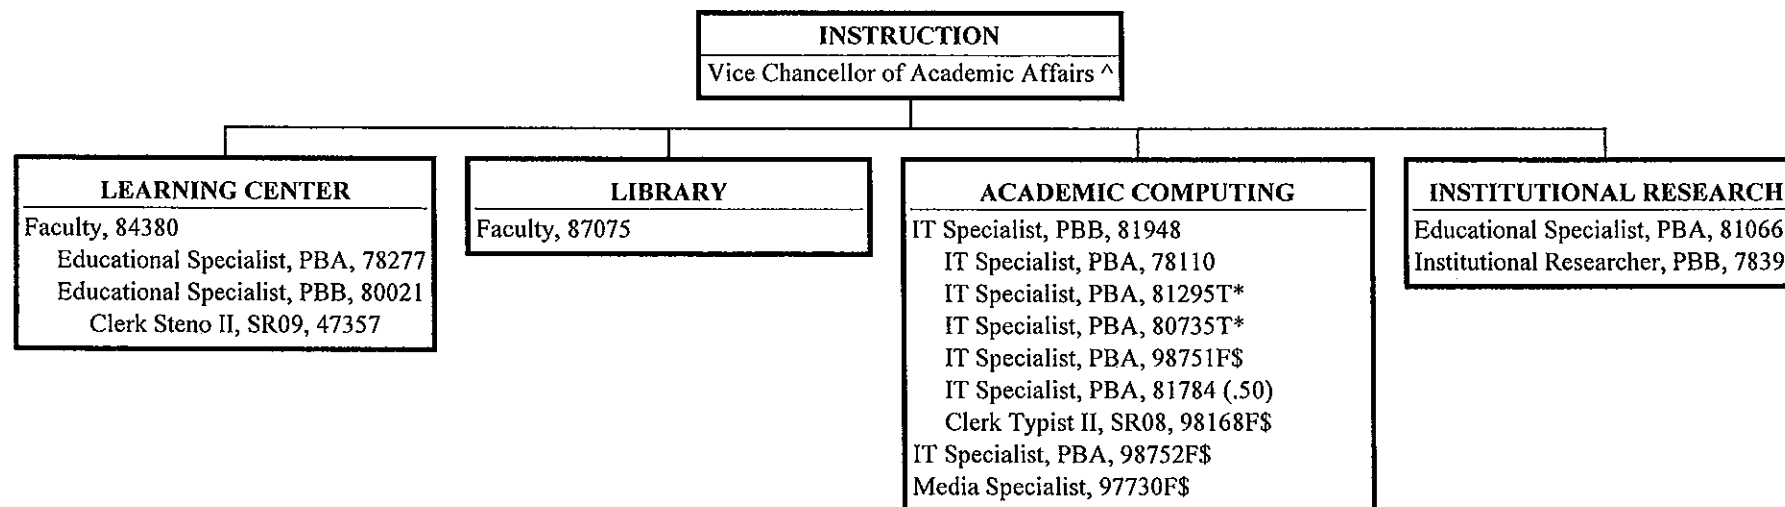 INSTRUCTION
Vice Chancellor of Academic Affairs ^
LEARNING CENTER
Faculty, 84380
Educational Specialist, PBA, 78277
Educational Specialist, PBB, 80021
Clerk Steno II, SR09, 47357
LIBRARY
Faculty, 87075
ACADEMIC COMPUTING
IT Specialist, PBB, 81948
IT Specialist, PBA, 78110
IT Specialist, PBA, 81295T*
IT Specialist, PBA, 80735T*
IT Specialist, PBA, 98751F$
IT Specialist, PBA, 81784 (.50)
Clerk Typist II, SR08, 98168F$
IT Specialist, PBA, 98752F$
Media Specialist, 97730F$
INSTITUTIONAL RESEARCH
Educational Specialist, PBA, 81066
Institutional Researcher, PBB, 7839